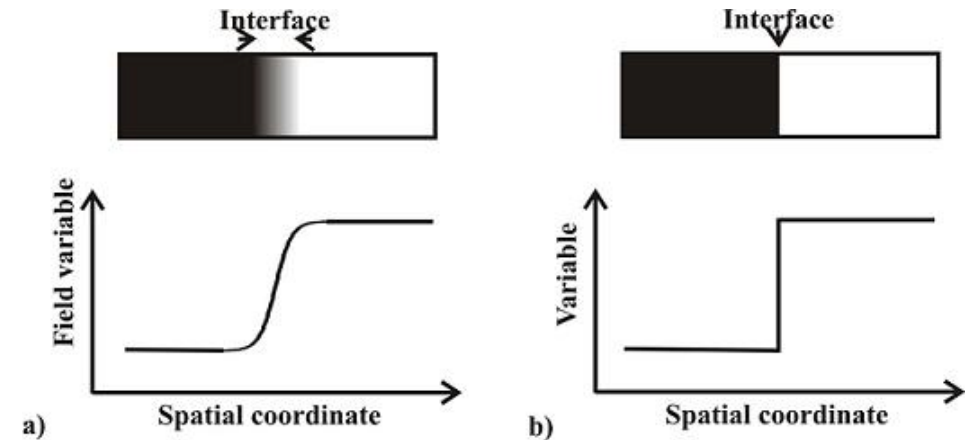 Interface
Field variable
Spatial coordinate
a)
Interface
Variable
Spatial coordinate
b)